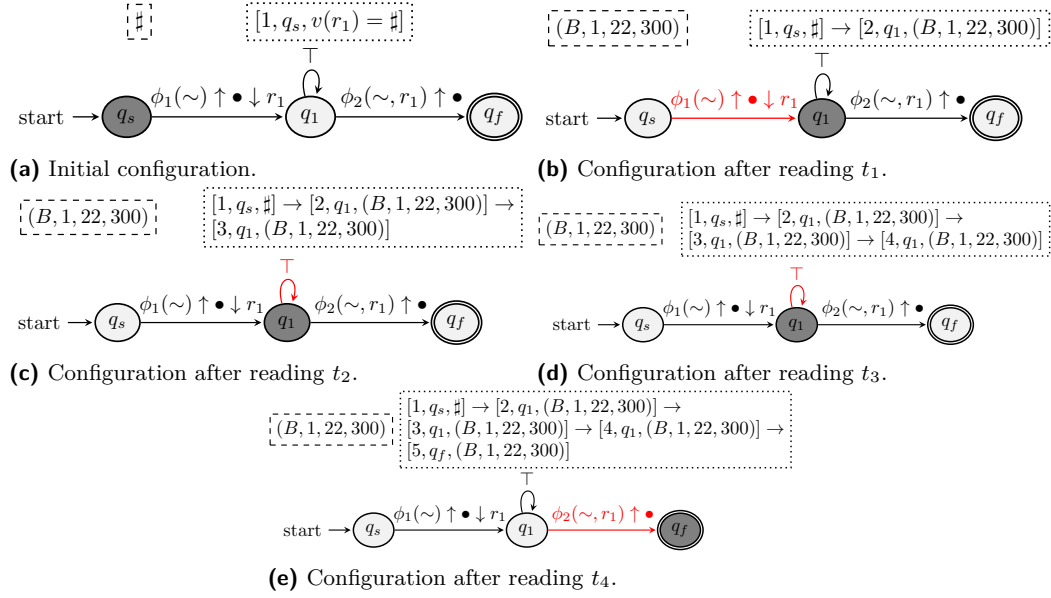 ♯
[1, q_s, v(r_1) = ♯]
⊤
start
q_s
ϕ_1(∼) ↑ • ↓ r_1
q_1
ϕ_2(∼, r_1) ↑ •
q_f
(a) Initial configuration.
(B, 1, 22, 300)
[1, q_s, ♯] → [2, q_1, (B, 1, 22, 300)]
⊤
start
q_s
ϕ_1(∼) ↑ • ↓ r_1
q_1
ϕ_2(∼, r_1) ↑ •
q_f
(b) Configuration after reading t_1.
(B, 1, 22, 300)
[1, q_s, ♯] → [2, q_1, (B, 1, 22, 300)] →
[3, q_1, (B, 1, 22, 300)]
⊤
start
q_s
ϕ_1(∼) ↑ • ↓ r_1
q_1
ϕ_2(∼, r_1) ↑ •
q_f
(c) Configuration after reading t_2.
(B, 1, 22, 300)
[1, q_s, ♯] → [2, q_1, (B, 1, 22, 300)] →
[3, q_1, (B, 1, 22, 300)] → [4, q_1, (B, 1, 22, 300)]
⊤
start
q_s
ϕ_1(∼) ↑ • ↓ r_1
q_1
ϕ_2(∼, r_1) ↑ •
q_f
(d) Configuration after reading t_3.
(B, 1, 22, 300)
[1, q_s, ♯] → [2, q_1, (B, 1, 22, 300)] →
[3, q_1, (B, 1, 22, 300)] → [4, q_1, (B, 1, 22, 300)] →
[5, q_f, (B, 1, 22, 300)]
⊤
start
q_s
ϕ_1(∼) ↑ • ↓ r_1
q_1
ϕ_2(∼, r_1) ↑ •
q_f
(e) Configuration after reading t_4.